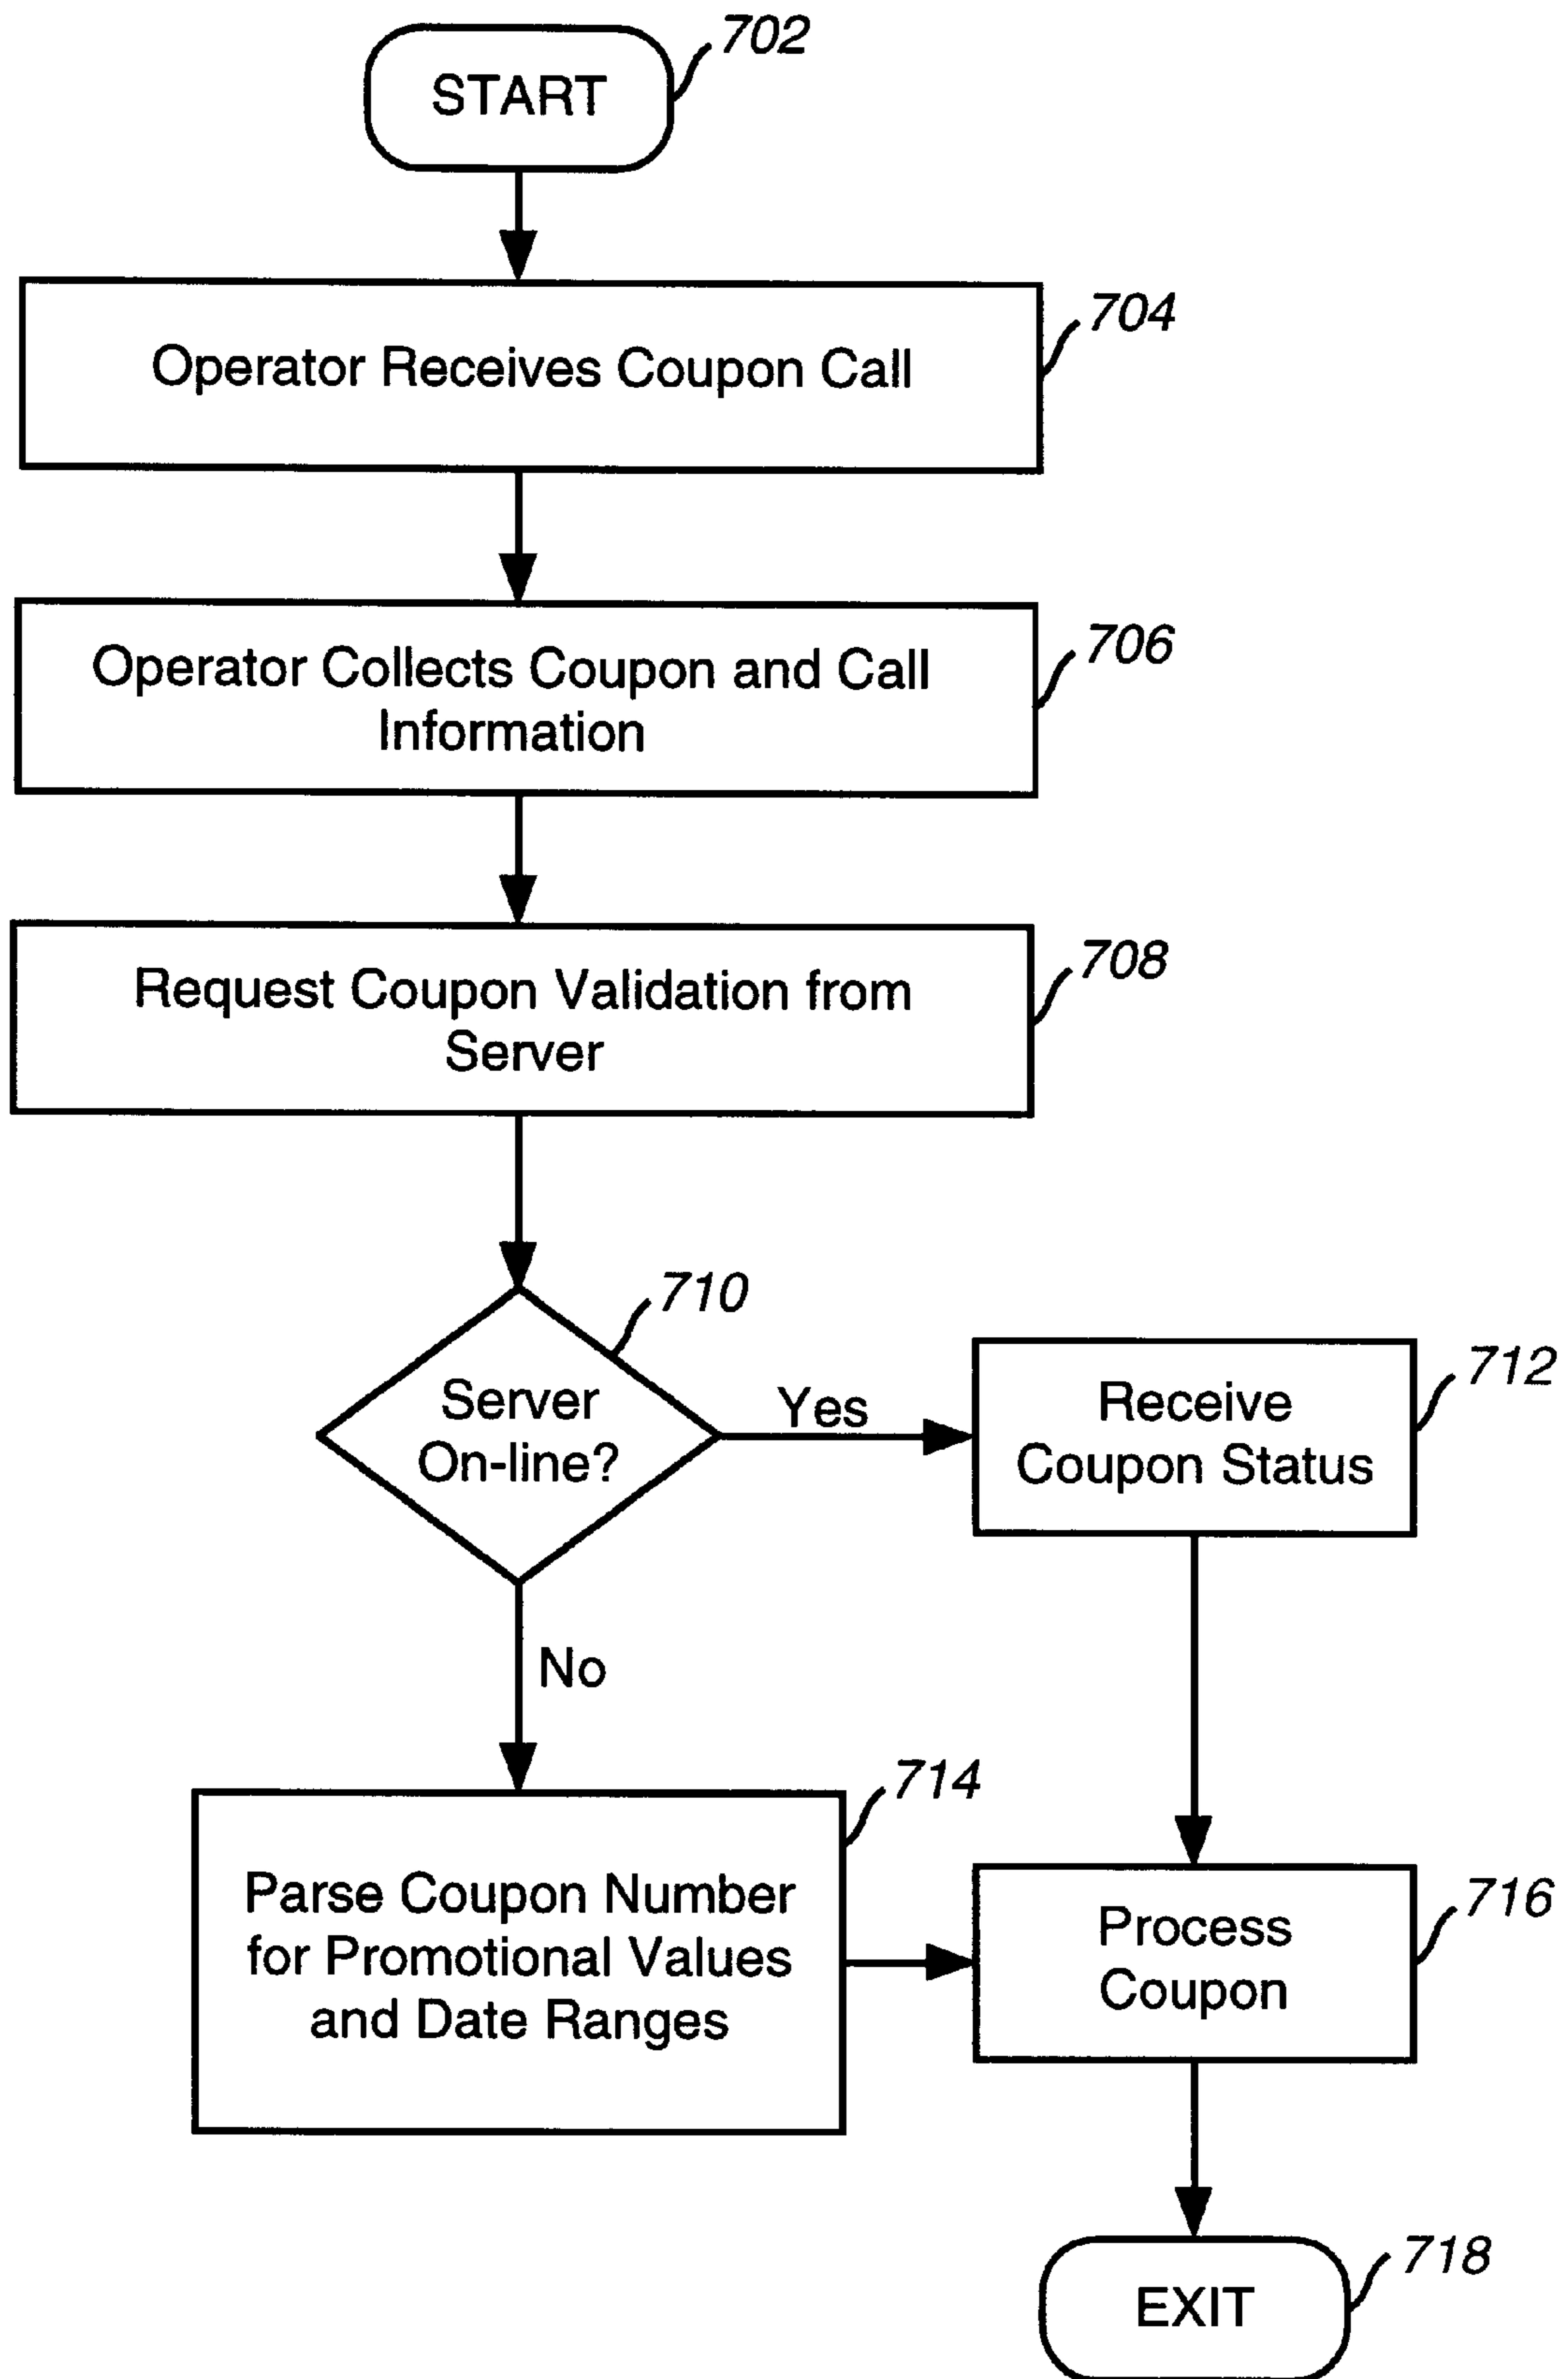 702
START
704
Operator Receives Coupon Call
706
Operator Collects Coupon and Call
Information
708
Request Coupon Validation from
Server
710
Server
On-line?
Yes
712
Receive
Coupon Status
No
714
Parse Coupon Number
for Promotional Values
and Date Ranges
716
Process
Coupon
718
EXIT